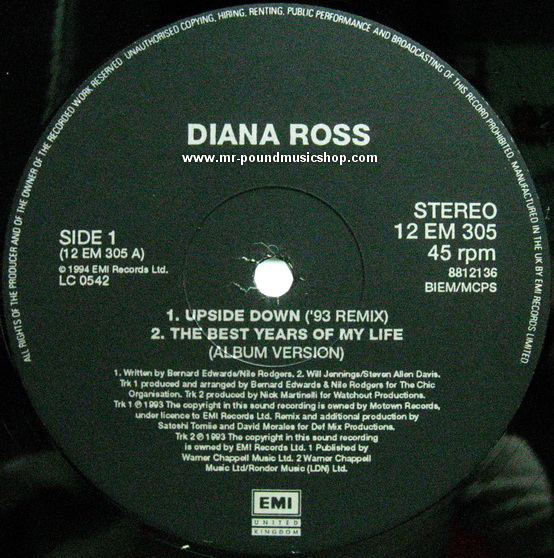 ALL RIGHTS OF THE PRODUCER AND OF THE OWNER OF THE RECORDED WORK RESERVED. UNAUTHORISED COPYING, HIRING, RENTING, PUBLIC PERFORMANCE AND BROADCASTING OF THIS RECORD PROHIBITED. MANUFACTURED IN THE UK BY EMI RECORDS LIMITED.
DIANA ROSS
www.mr-poundmusicshop.com
SIDE 1
(12 EM 305 A)
℗ 1994 EMI Records Ltd.
LC 0542
STEREO
12 EM 305
45 rpm
8812136
BIEM/MCPS
1. UPSIDE DOWN ('93 REMIX)
2. THE BEST YEARS OF MY LIFE
(ALBUM VERSION)
1. Written by Bernard Edwards/Nile Rodgers. 2. Will Jennings/Steven Allen Davis.
Trk 1 produced and arranged by Bernard Edwards & Nile Rodgers for The Chic
Organisation. Trk 2 produced by Nick Martinelli for Watchout Productions.
Trk 1 ℗ 1993 The copyright in this sound recording is owned by Motown Records,
under licence to EMI Records Ltd. Remix and additional production by
Satoshi Tomiie and David Morales for Def Mix Productions.
Trk 2 ℗ 1993 The copyright in this sound recording
is owned by EMI Records Ltd. 1 Published by
Warner Chappell Music Ltd. 2 Warner Chappell
Music Ltd/Rondor Music (LDN) Ltd.
EMI
UNITED
KINGDOM